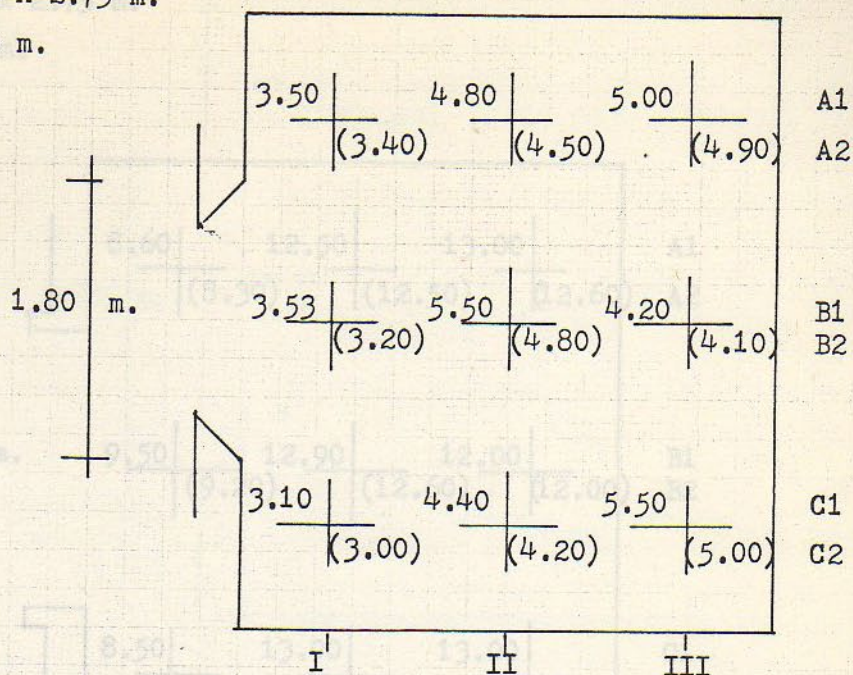 2.75 m.
m.
3.50 4.80 5.00 A1
(3.40) (4.50) (4.90) A2
1.80 m. 3.53 5.50 4.20 B1
(3.20) (4.80) (4.10) B2
3.10 4.40 5.50 C1
(3.00) (4.20) (5.00) C2
I II III